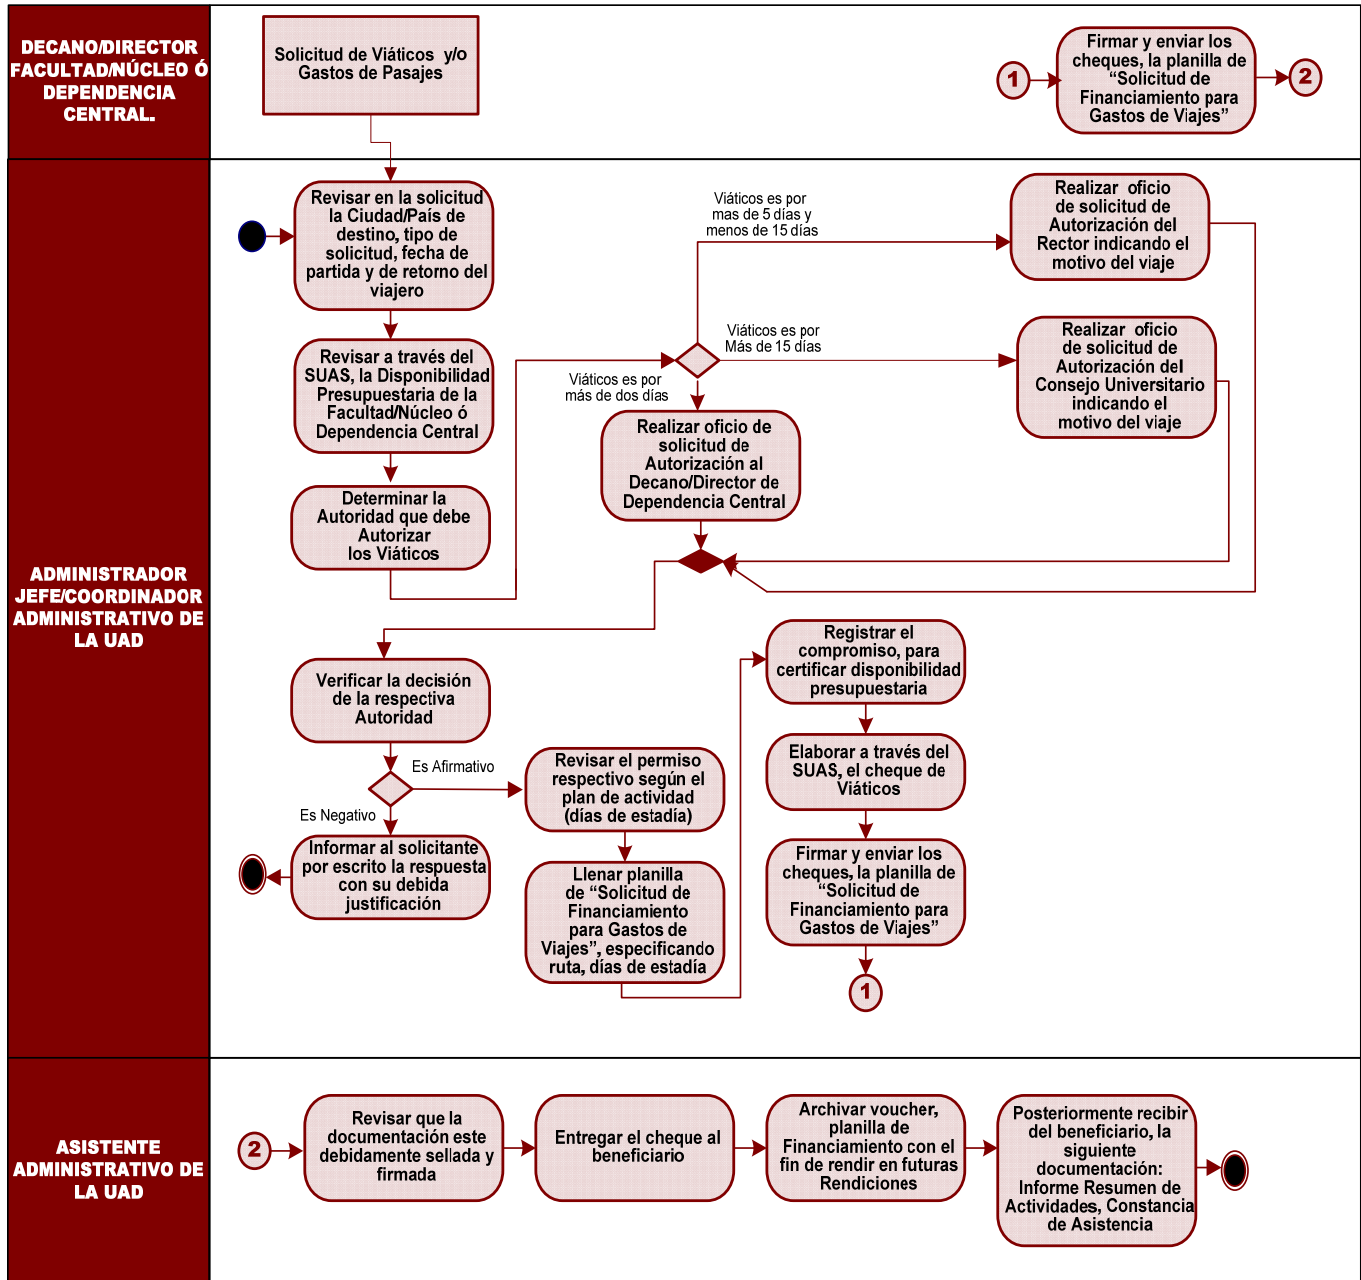 DECANO/DIRECTOR
FACULTAD/NÚCLEO Ó
DEPENDENCIA
CENTRAL.
Solicitud de Viáticos y/o
Gastos de Pasajes
1
Firmar y enviar los
cheques, la planilla de
“Solicitud de
Financiamiento para
Gastos de Viajes”
2
ADMINISTRADOR
JEFE/COORDINADOR
ADMINISTRATIVO DE
LA UAD
Revisar en la solicitud
la Ciudad/País de
destino, tipo de
solicitud, fecha de
partida y de retorno del
viajero
Revisar a través del
SUAS, la Disponibilidad
Presupuestaria de la
Facultad/Núcleo ó
Dependencia Central
Determinar la
Autoridad que debe
Autorizar
los Viáticos
Viáticos es por
mas de 5 días y
menos de 15 días
Realizar oficio
de solicitud de
Autorización del
Rector indicando el
motivo del viaje
Viáticos es por
Más de 15 días
Realizar oficio
de solicitud de
Autorización del
Consejo Universitario
indicando el
motivo del viaje
Viáticos es por
más de dos días
Realizar oficio de
solicitud de
Autorización al
Decano/Director de
Dependencia Central
Verificar la decisión
de la respectiva
Autoridad
Es Afirmativo
Es Negativo
Informar al solicitante
por escrito la respuesta
con su debida
justificación
Revisar el permiso
respectivo según el
plan de actividad
(días de estadía)
Llenar planilla
de “Solicitud de
Financiamiento
para Gastos de
Viajes”, especificando
ruta, días de estadía
Registrar el
compromiso, para
certificar disponibilidad
presupuestaria
Elaborar a través del
SUAS, el cheque de
Viáticos
Firmar y enviar los
cheques, la planilla de
“Solicitud de
Financiamiento para
Gastos de Viajes”
1
ASISTENTE
ADMINISTRATIVO DE
LA UAD
2
Revisar que la
documentación este
debidamente sellada y
firmada
Entregar el cheque al
beneficiario
Archivar voucher,
planilla de
Financiamiento con el
fin de rendir en futuras
Rendiciones
Posteriormente recibir
del beneficiario, la
siguiente
documentación:
Informe Resumen de
Actividades, Constancia
de Asistencia